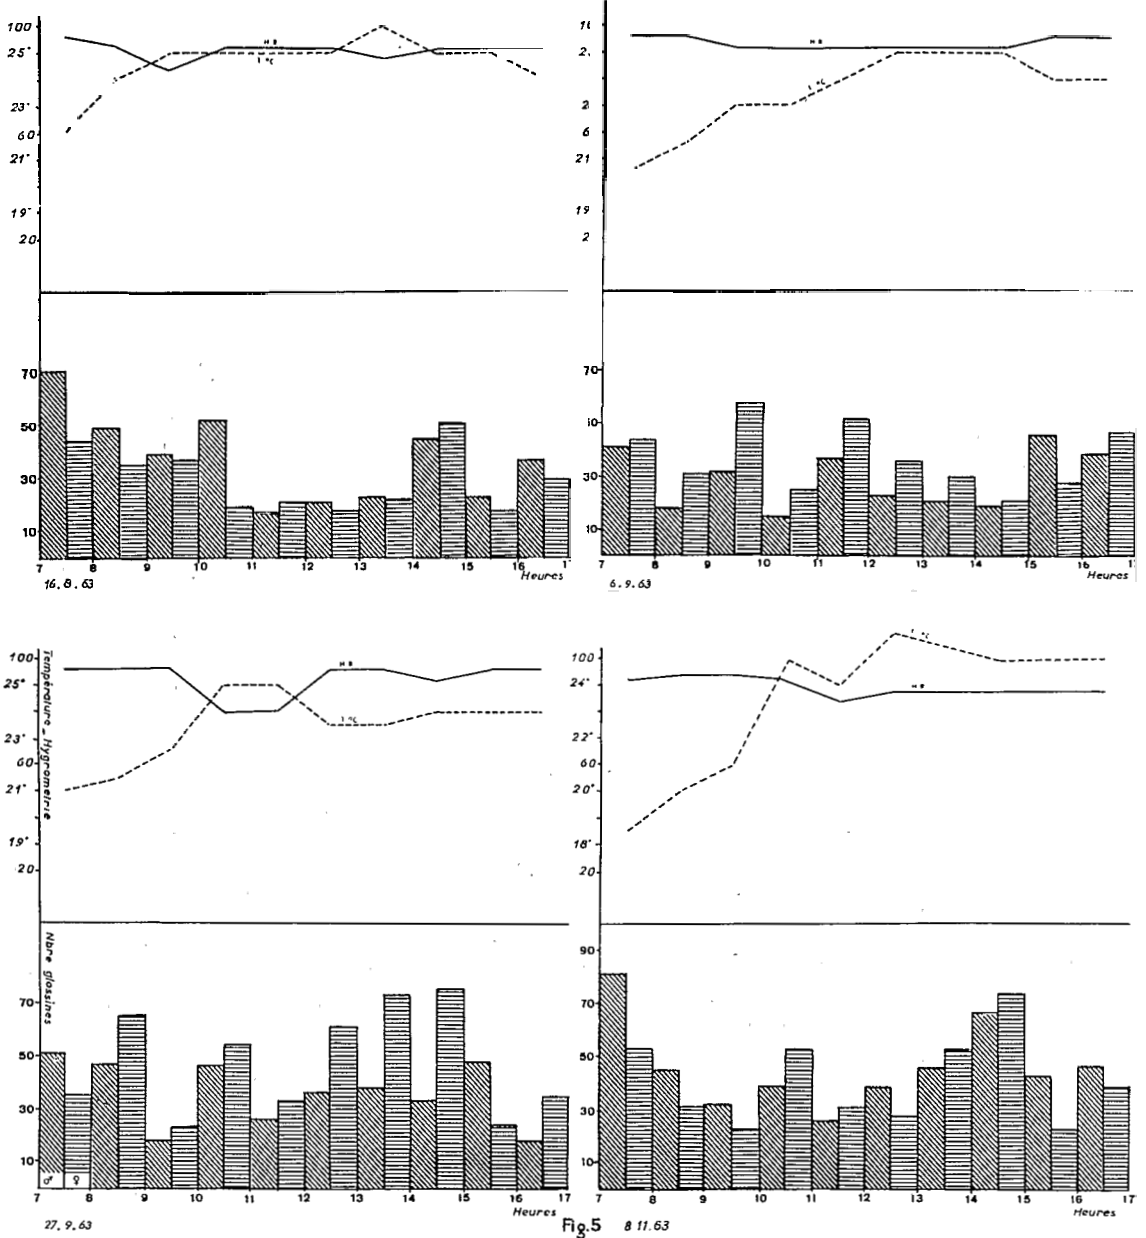 100
25°
23°
60
21°
19°
20
H R
T °C
70
50
30
10
7 8 9 10 11 12 13 14 15 16 1
Heures
16.8.63
21
19
H R
T °C
70
30
10
7 8 9 10 11 12 13 14 15 16 1
Heures
6.9.63
Température - Hygrométrie
100
25°
23°
60
21°
19°
20
H R
T °C
Nbre glossines
70
50
30
10
♂ ♀
7 8 9 10 11 12 13 14 15 16 17
Heures
27.9.63
100
24°
22°
60
20°
18°
20
T °C
H R
90
70
50
30
10
7 8 9 10 11 12 13 14 15 16 17
Heures
8 11.63
Fig.5